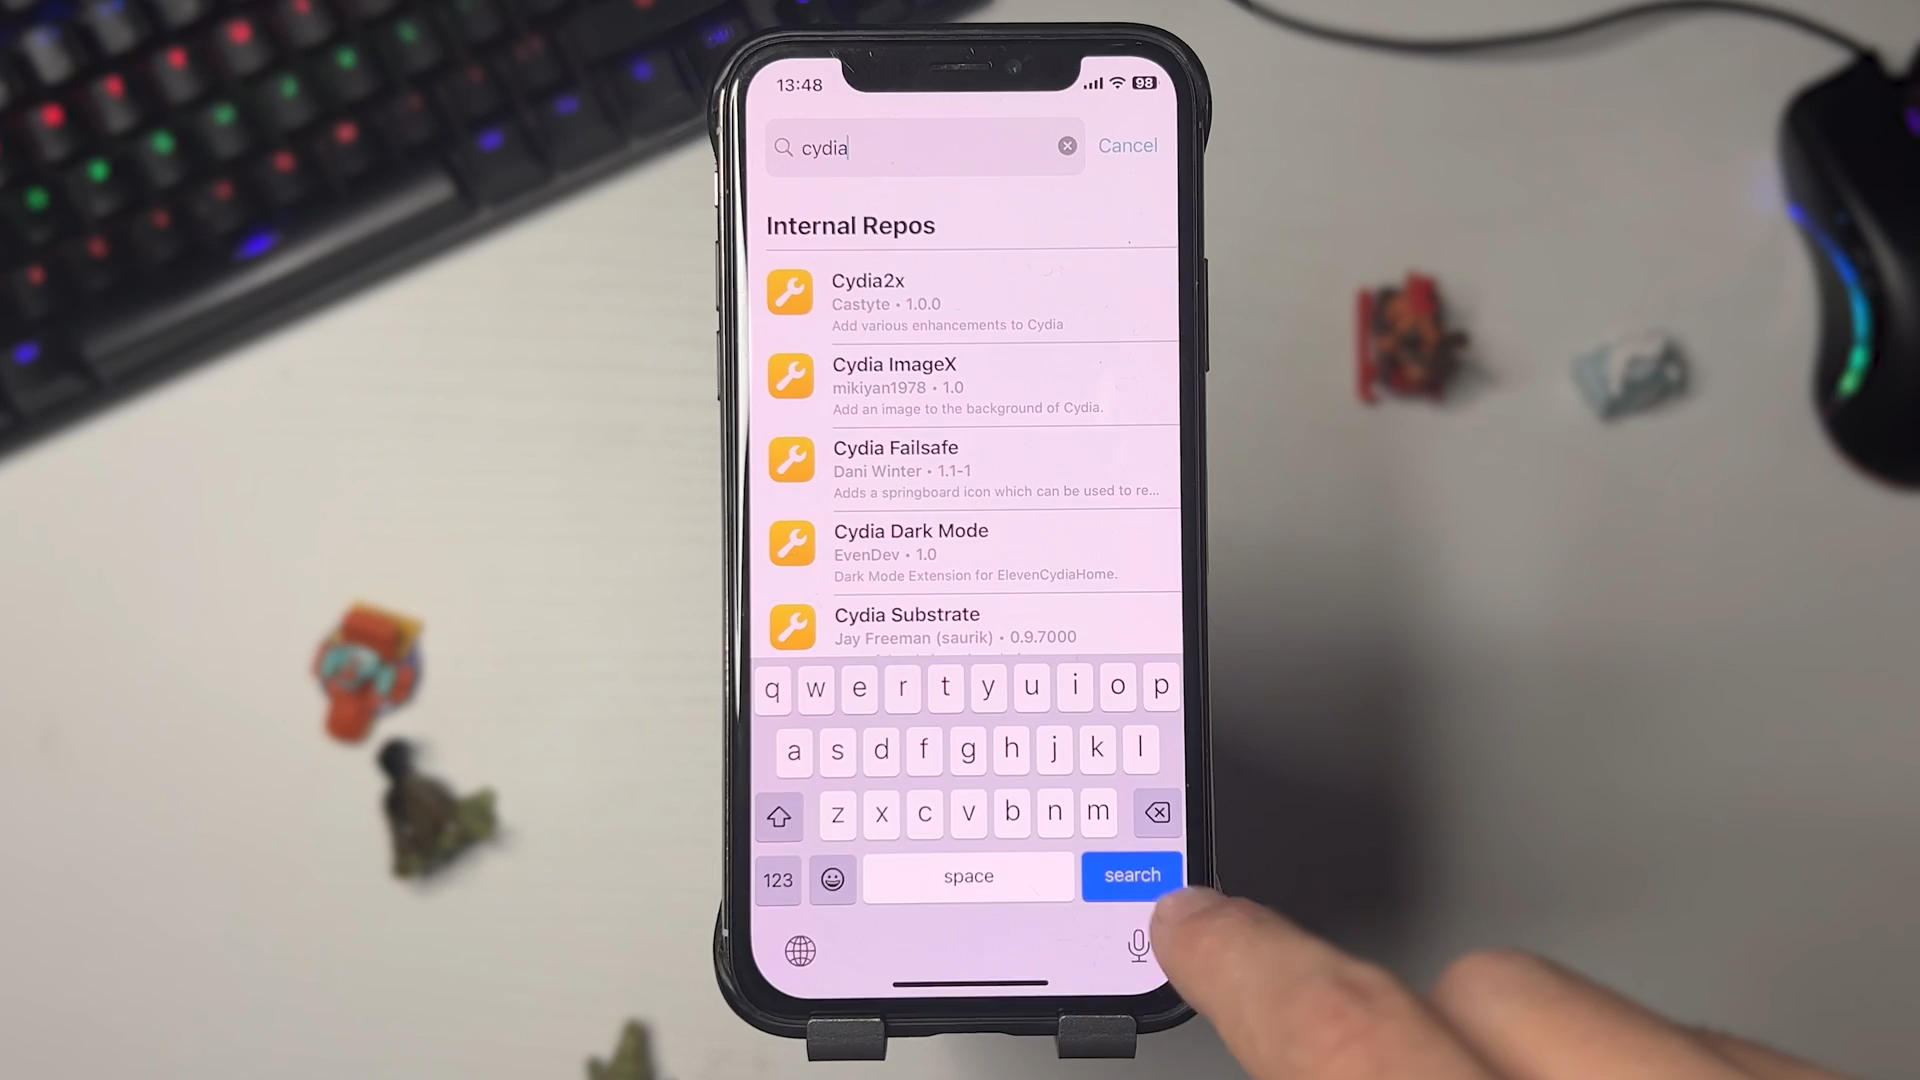 13:48
98
cydia
Cancel
Internal Repos
Cydia2x
Castyte • 1.0.0
Add various enhancements to Cydia
Cydia ImageX
mikiyan1978 • 1.0
Add an image to the background of Cydia.
Cydia Failsafe
Dani Winter • 1.1-1
Adds a springboard icon which can be used to re...
Cydia Dark Mode
EvenDev • 1.0
Dark Mode Extension for ElevenCydiaHome.
Cydia Substrate
Jay Freeman (saurik) • 0.9.7000
q w e r t y u i o p
a s d f g h j k l
z x c v b n m
123
space
search